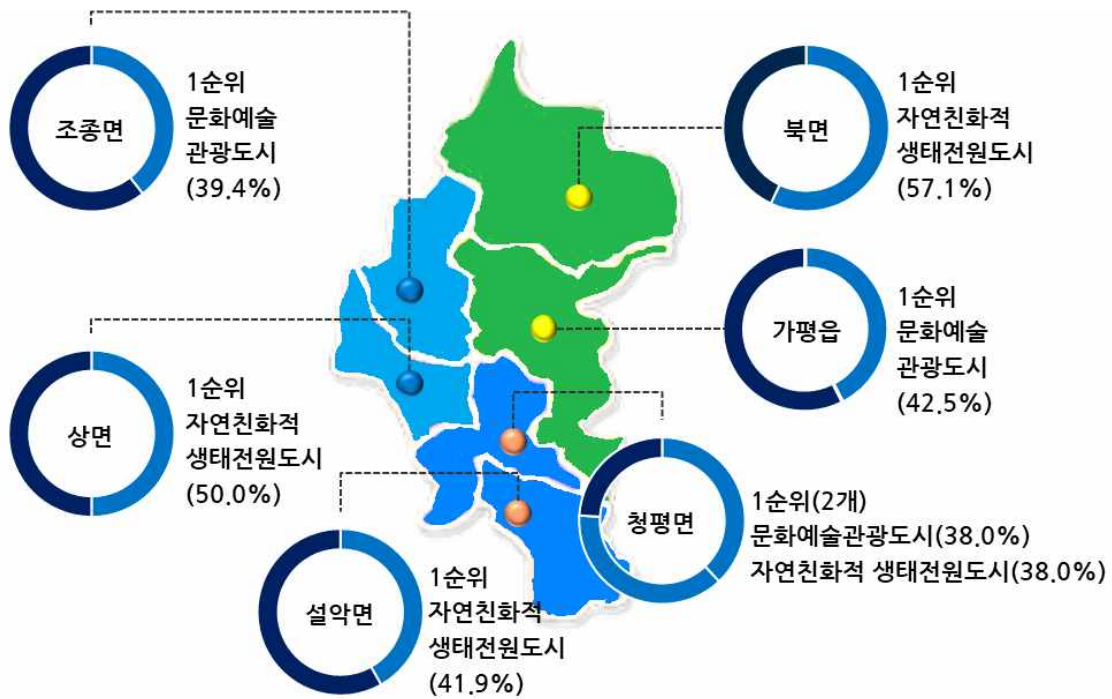 조종면
1순위
문화예술
관광도시
(39.4%)
북면
1순위
자연친화적
생태전원도시
(57.1%)
가평읍
1순위
문화예술
관광도시
(42.5%)
상면
1순위
자연친화적
생태전원도시
(50.0%)
청평면
1순위(2개)
문화예술관광도시(38.0%)
자연친화적 생태전원도시(38.0%)
설악면
1순위
자연친화적
생태전원도시
(41.9%)